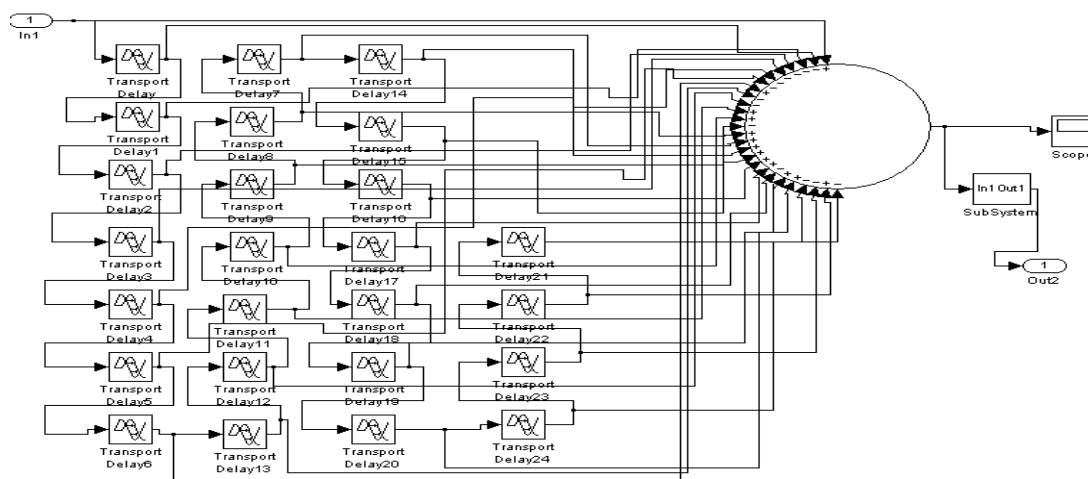 1
In1
Transport
Delay
Transport
Delay7
Transport
Delay14
Transport
Delay1
Transport
Delay8
Transport
Delay15
Transport
Delay2
Transport
Delay9
Transport
Delay16
Transport
Delay3
Transport
Delay10
Transport
Delay17
Transport
Delay21
Transport
Delay4
Transport
Delay11
Transport
Delay18
Transport
Delay22
Transport
Delay5
Transport
Delay12
Transport
Delay19
Transport
Delay23
Transport
Delay6
Transport
Delay13
Transport
Delay20
Transport
Delay24
Scope
In1 Out1
SubSystem
1
Out2